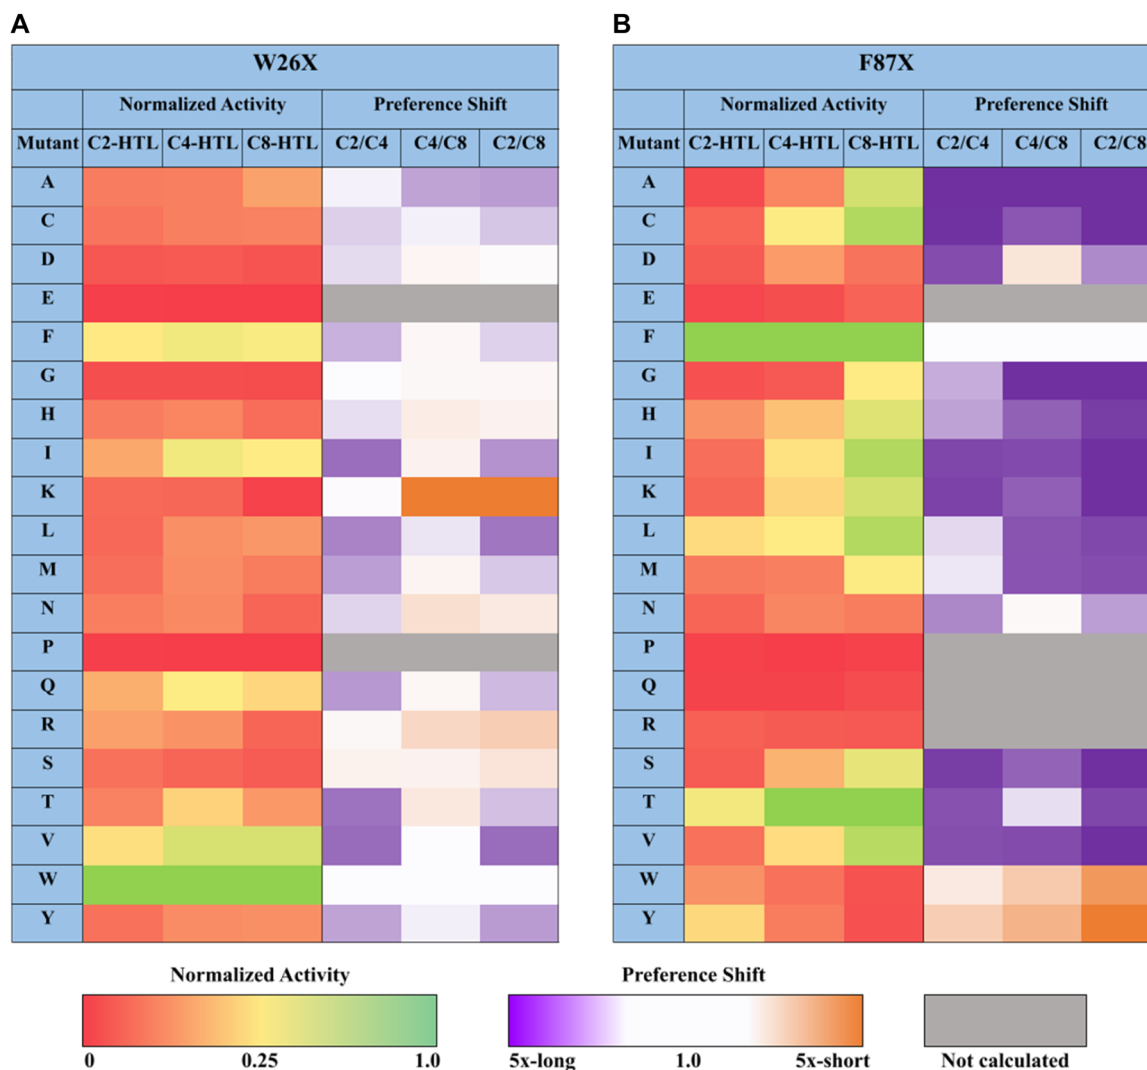 A
B
W26X
F87X
Normalized Activity Preference Shift
Normalized Activity Preference Shift
Mutant C2-HTL C4-HTL C8-HTL C2/C4 C4/C8 C2/C8
Mutant C2-HTL C4-HTL C8-HTL C2/C4 C4/C8 C2/C8
A
A
C
C
D
D
E
E
F
F
G
G
H
H
I
I
K
K
L
L
M
M
N
N
P
P
Q
Q
R
R
S
S
T
T
V
V
W
W
Y
Y
Normalized Activity
Preference Shift
0 0.25 1.0
5x-long 1.0 5x-short
Not calculated